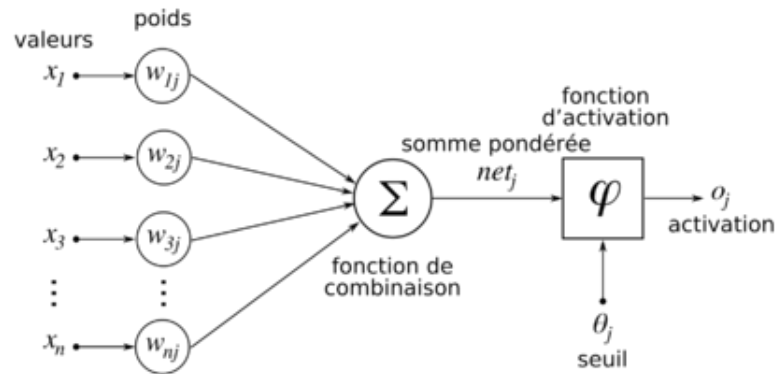 poids
valeurs
x₁
w₁ⱼ
x₂
w₂ⱼ
x₃
w₃ⱼ
⋮
⋮
xₙ
wₙⱼ
Σ
fonction de
combinaison
somme pondérée
netⱼ
fonction
d'activation
φ
oⱼ
activation
θⱼ
seuil